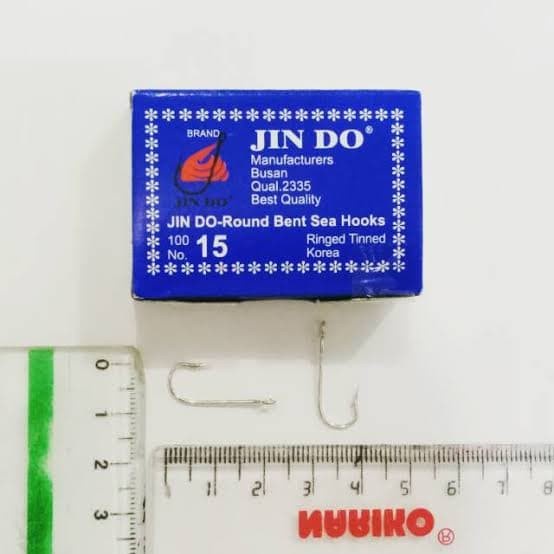 BRAND
JIN DO®
JIN DO®
Manufacturers
Busan
Qual.2335
Best Quality
JIN DO-Round Bent Sea Hooks
100
No. 15
Ringed Tinned
Korea
0
1
2
3
1 2 3 4 5 6 7 8
NARIKO®